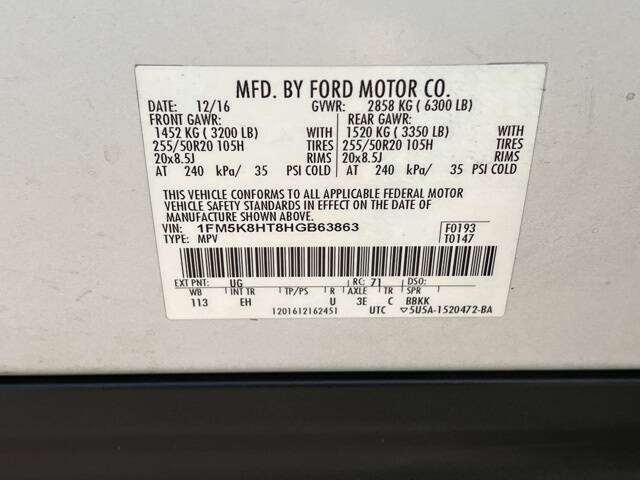 MFD. BY FORD MOTOR CO.
DATE: 12/16 GVWR: 2858 KG ( 6300 LB)
FRONT GAWR: REAR GAWR:
1452 KG ( 3200 LB) WITH 1520 KG ( 3350 LB) WITH
255/50R20 105H TIRES 255/50R20 105H TIRES
20x8.5J RIMS 20x8.5J RIMS
AT 240 kPa/ 35 PSI COLD AT 240 kPa/ 35 PSI COLD
THIS VEHICLE CONFORMS TO ALL APPLICABLE FEDERAL MOTOR
VEHICLE SAFETY STANDARDS IN EFFECT ON THE DATE OF
MANUFACTURE SHOWN ABOVE.
VIN: 1FM5K8HT8HGB63863 F0193
TYPE: MPV T0147
EXT PNT: UG RC: 71 DSO:
WB INT TR TP/PS R AXLE TR SPR
113 EH U 3E C BBKK
1201612162451 UTC ▽5U5A-1520472-BA